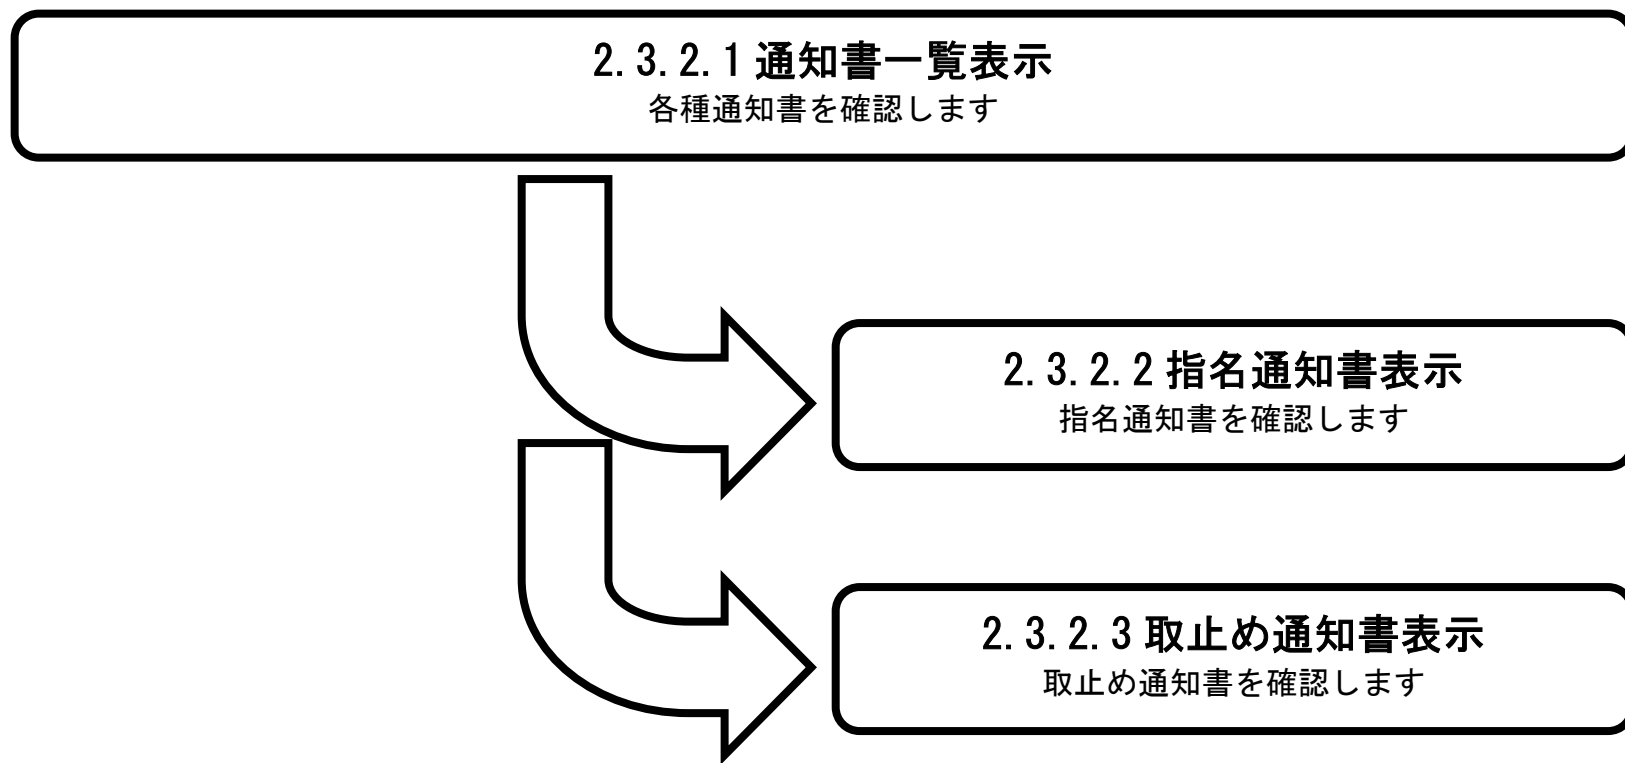 2.3.2.1 通知書一覧表示
各種通知書を確認します
2.3.2.2 指名通知書表示
指名通知書を確認します
2.3.2.3 取止め通知書表示
取止め通知書を確認します